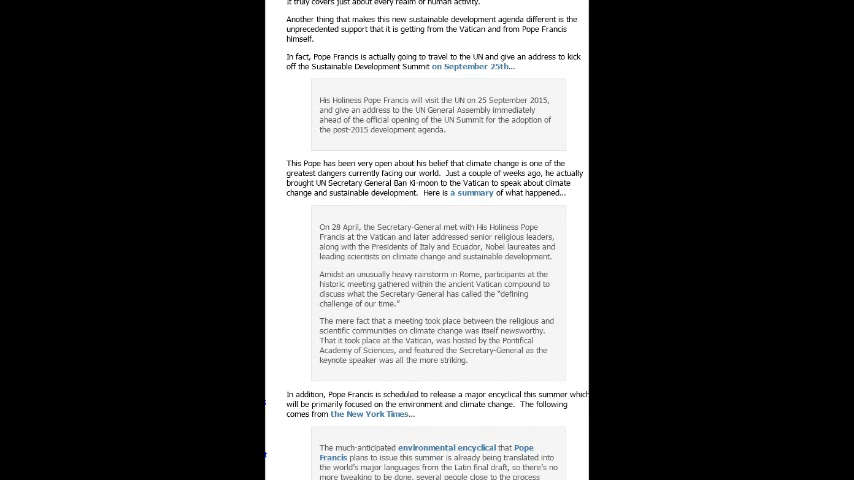 It truly covers just about every realm of human activity.
Another thing that makes this new sustainable development agenda different is the
unprecedented support that it is getting from the Vatican and from Pope Francis
himself.
In fact, Pope Francis is actually going to travel to the UN and give an address to kick
off the Sustainable Development Summit on September 25th…
His Holiness Pope Francis will visit the UN on 25 September 2015,
and give an address to the UN General Assembly immediately
ahead of the official opening of the UN Summit for the adoption of
the post-2015 development agenda.
This Pope has been very open about his belief that climate change is one of the
greatest dangers currently facing our world.  Just a couple of weeks ago, he actually
brought UN Secretary General Ban Ki-moon to the Vatican to speak about climate
change and sustainable development.  Here is a summary of what happened…
On 28 April, the Secretary-General met with His Holiness Pope
Francis at the Vatican and later addressed senior religious leaders,
along with the Presidents of Italy and Ecuador, Nobel laureates and
leading scientists on climate change and sustainable development.
Amidst an unusually heavy rainstorm in Rome, participants at the
historic meeting gathered within the ancient Vatican compound to
discuss what the Secretary-General has called the “defining
challenge of our time.”
The mere fact that a meeting took place between the religious and
scientific communities on climate change was itself newsworthy.
That it took place at the Vatican, was hosted by the Pontifical
Academy of Sciences, and featured the Secretary-General as the
keynote speaker was all the more striking.
In addition, Pope Francis is scheduled to release a major encyclical this summer which
will be primarily focused on the environment and climate change.  The following
comes from the New York Times…
The much-anticipated environmental encyclical that Pope
Francis plans to issue this summer is already being translated into
the world’s major languages from the Latin final draft, so there’s no
more tweaking to be done, several people close to the process